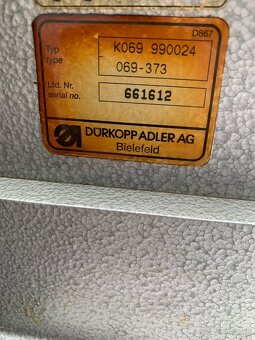 D867
Typ K069 990024
type 069-373
Lfd. Nr.
serial no. 661612
DÜRKOPP ADLER AG
Bielefeld